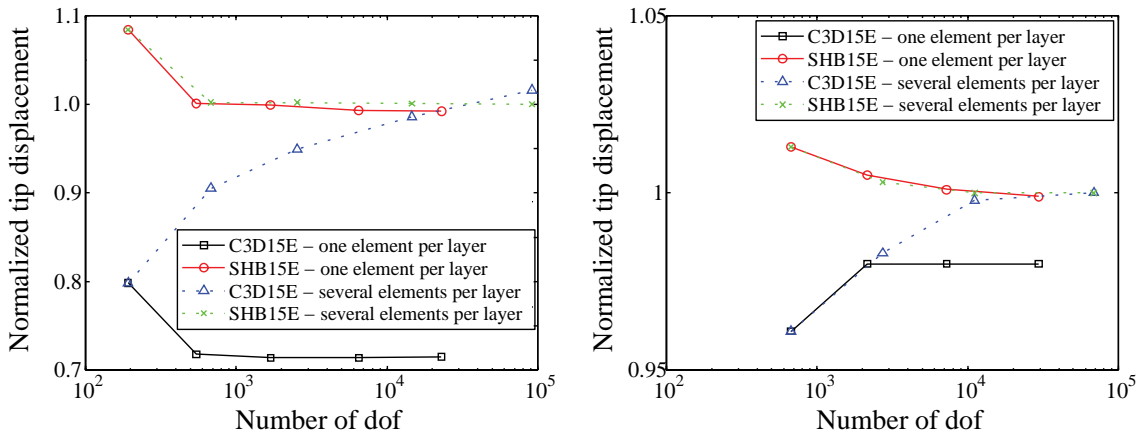 Normalized tip displacement
1.1
1.0
0.9
0.8
0.7
C3D15E – one element per layer
SHB15E – one element per layer
C3D15E – several elements per layer
SHB15E – several elements per layer
10² 10³ 10⁴ 10⁵
Number of dof
Normalized tip displacement
1.05
1
0.95
C3D15E – one element per layer
SHB15E – one element per layer
C3D15E – several elements per layer
SHB15E – several elements per layer
10² 10³ 10⁴ 10⁵
Number of dof